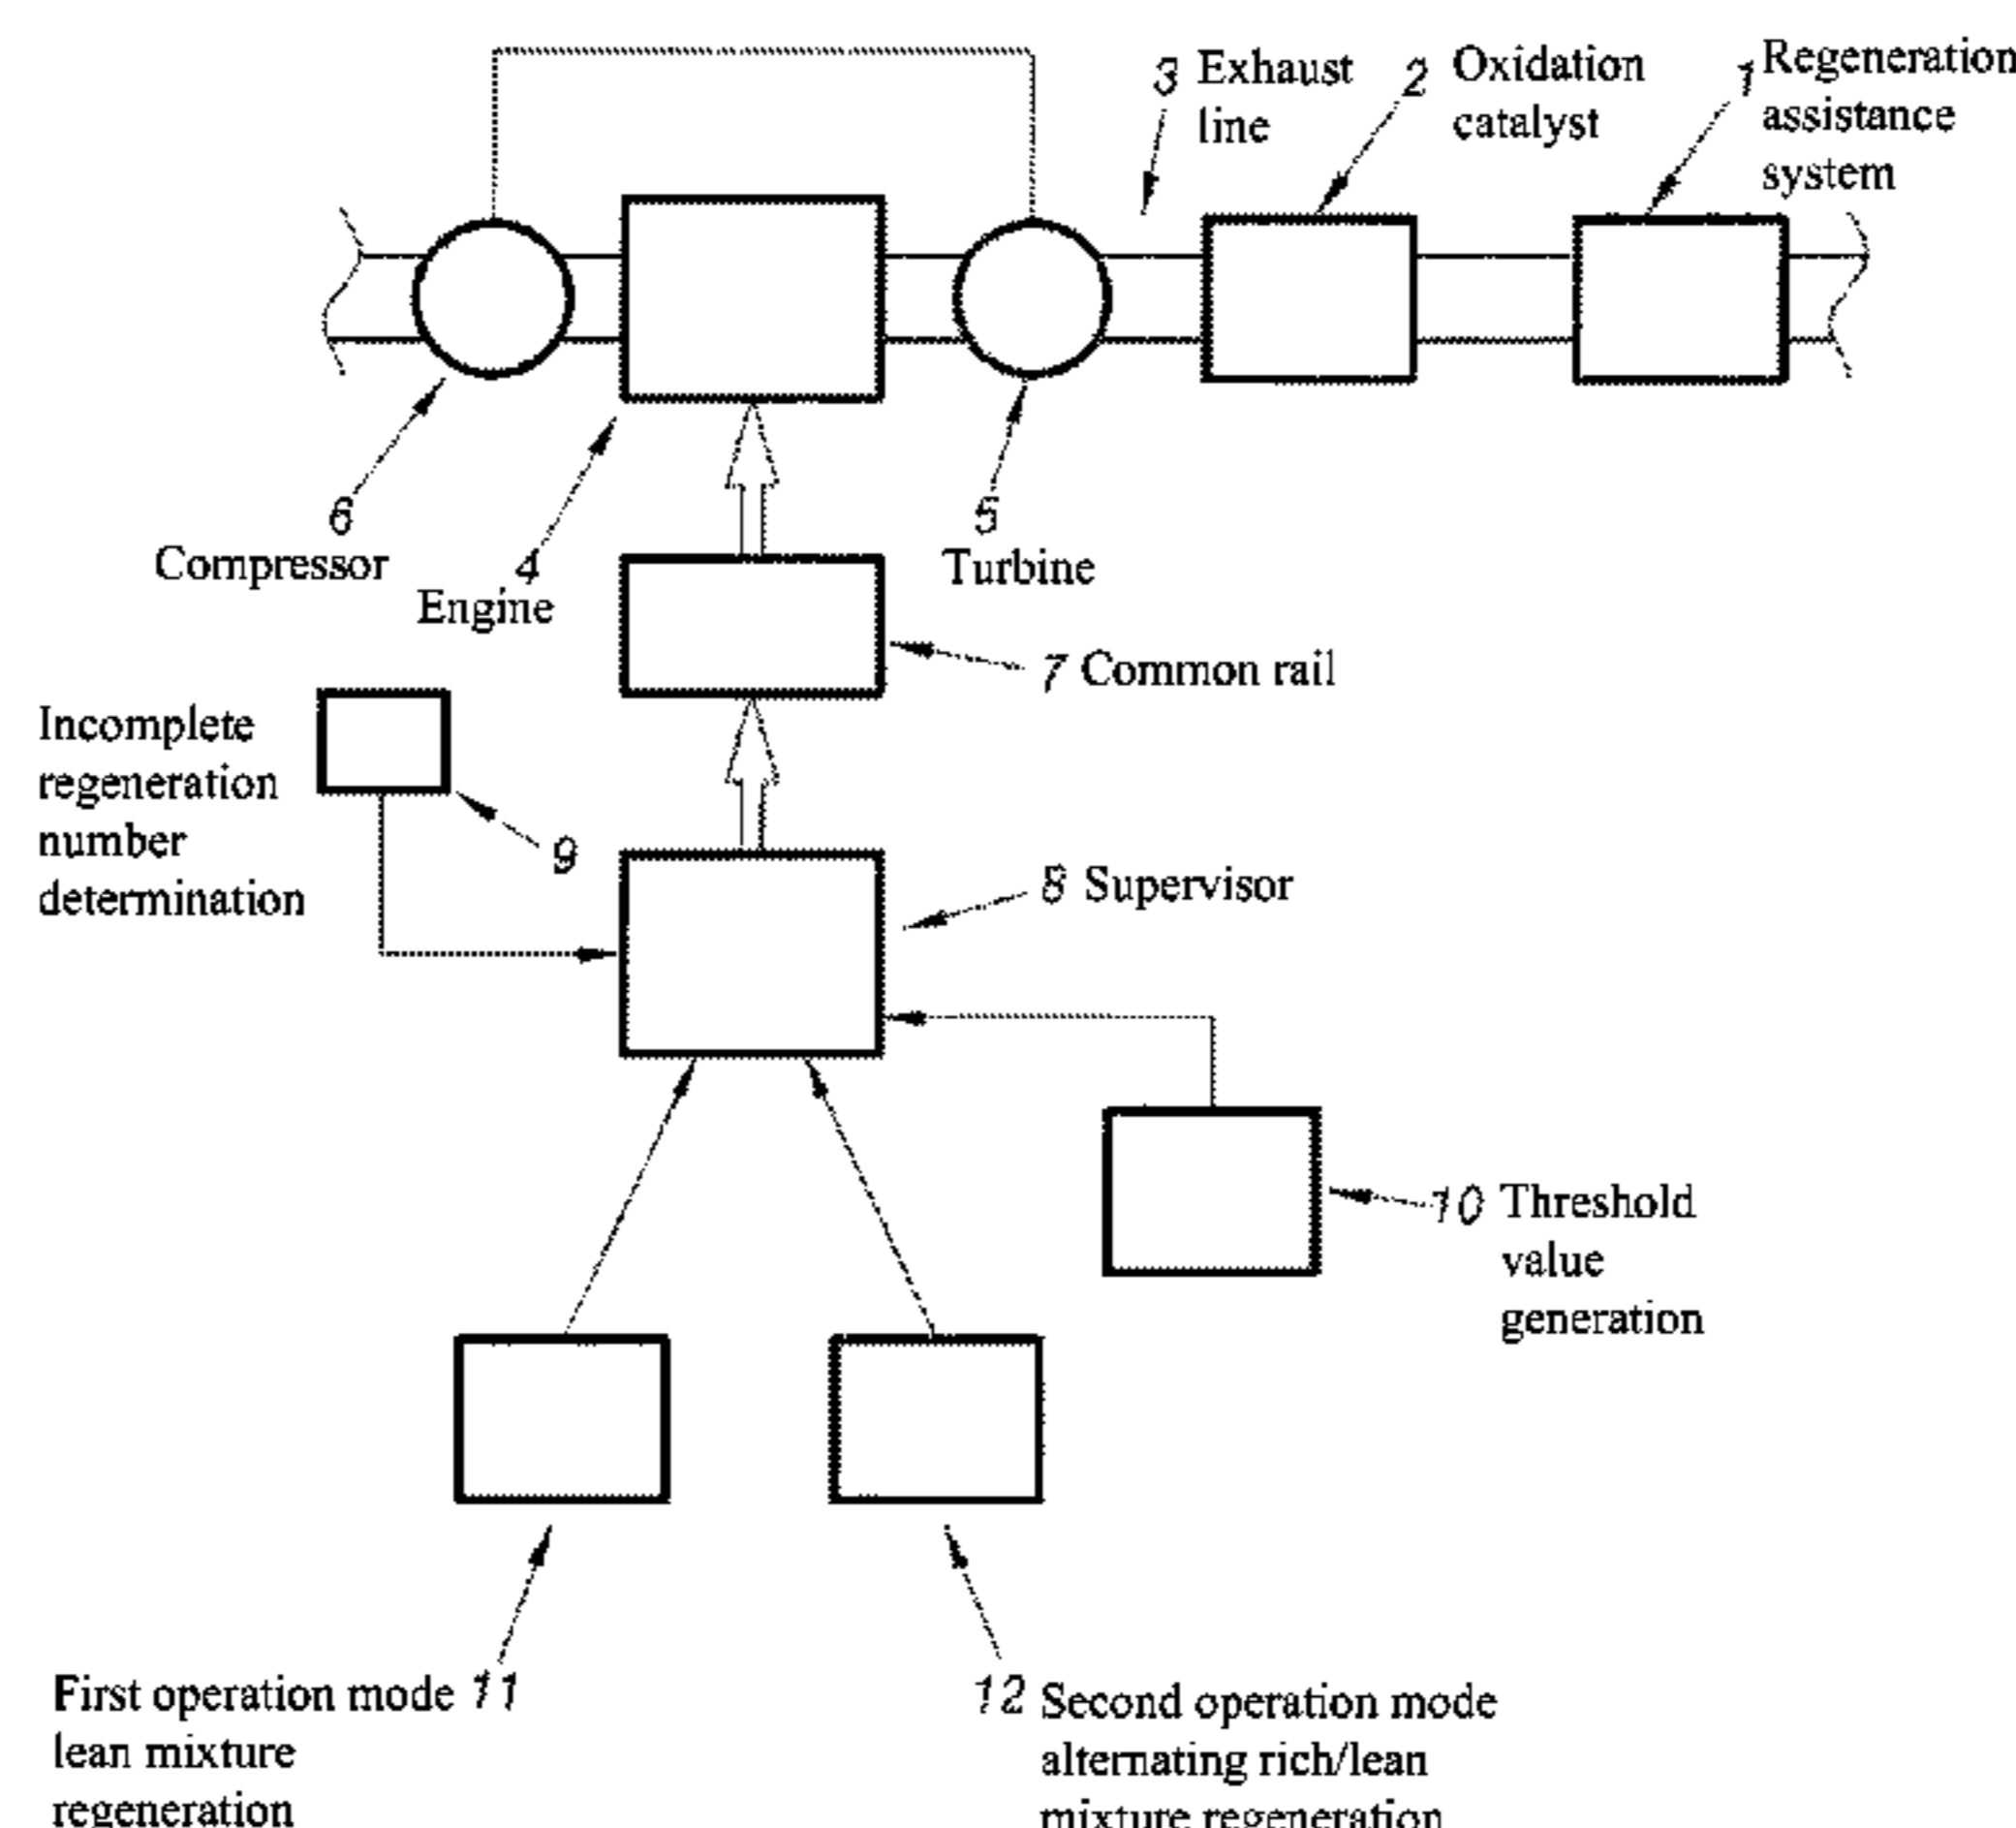 3 Exhaust
line
2 Oxidation
catalyst
1 Regeneration
assistance
system
6
Compressor
4
Engine
5
Turbine
7 Common rail
Incomplete
regeneration
number
determination
9
8 Supervisor
10 Threshold
value
generation
First operation mode 11
lean mixture
regeneration
12 Second operation mode
alternating rich/lean
mixture regeneration